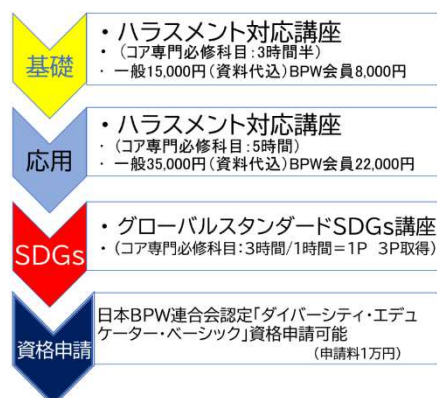 基礎
・ハラスメント対応講座
・(コア専門必修科目:3時間半)
・一般15,000円(資料代込)BPW会員8,000円
応用
・ハラスメント対応講座
・(コア専門必修科目:5時間)
・一般35,000円(資料代込)BPW会員22,000円
SDGs
・グローバルスタンダードSDGs講座
・(コア専門必修科目:3時間/1時間=1P 3P取得)
資格申請
日本BPW連合会認定「ダイバーシティ・エデュ
ケーター・ベーシック」資格申請可能
(申請料1万円)